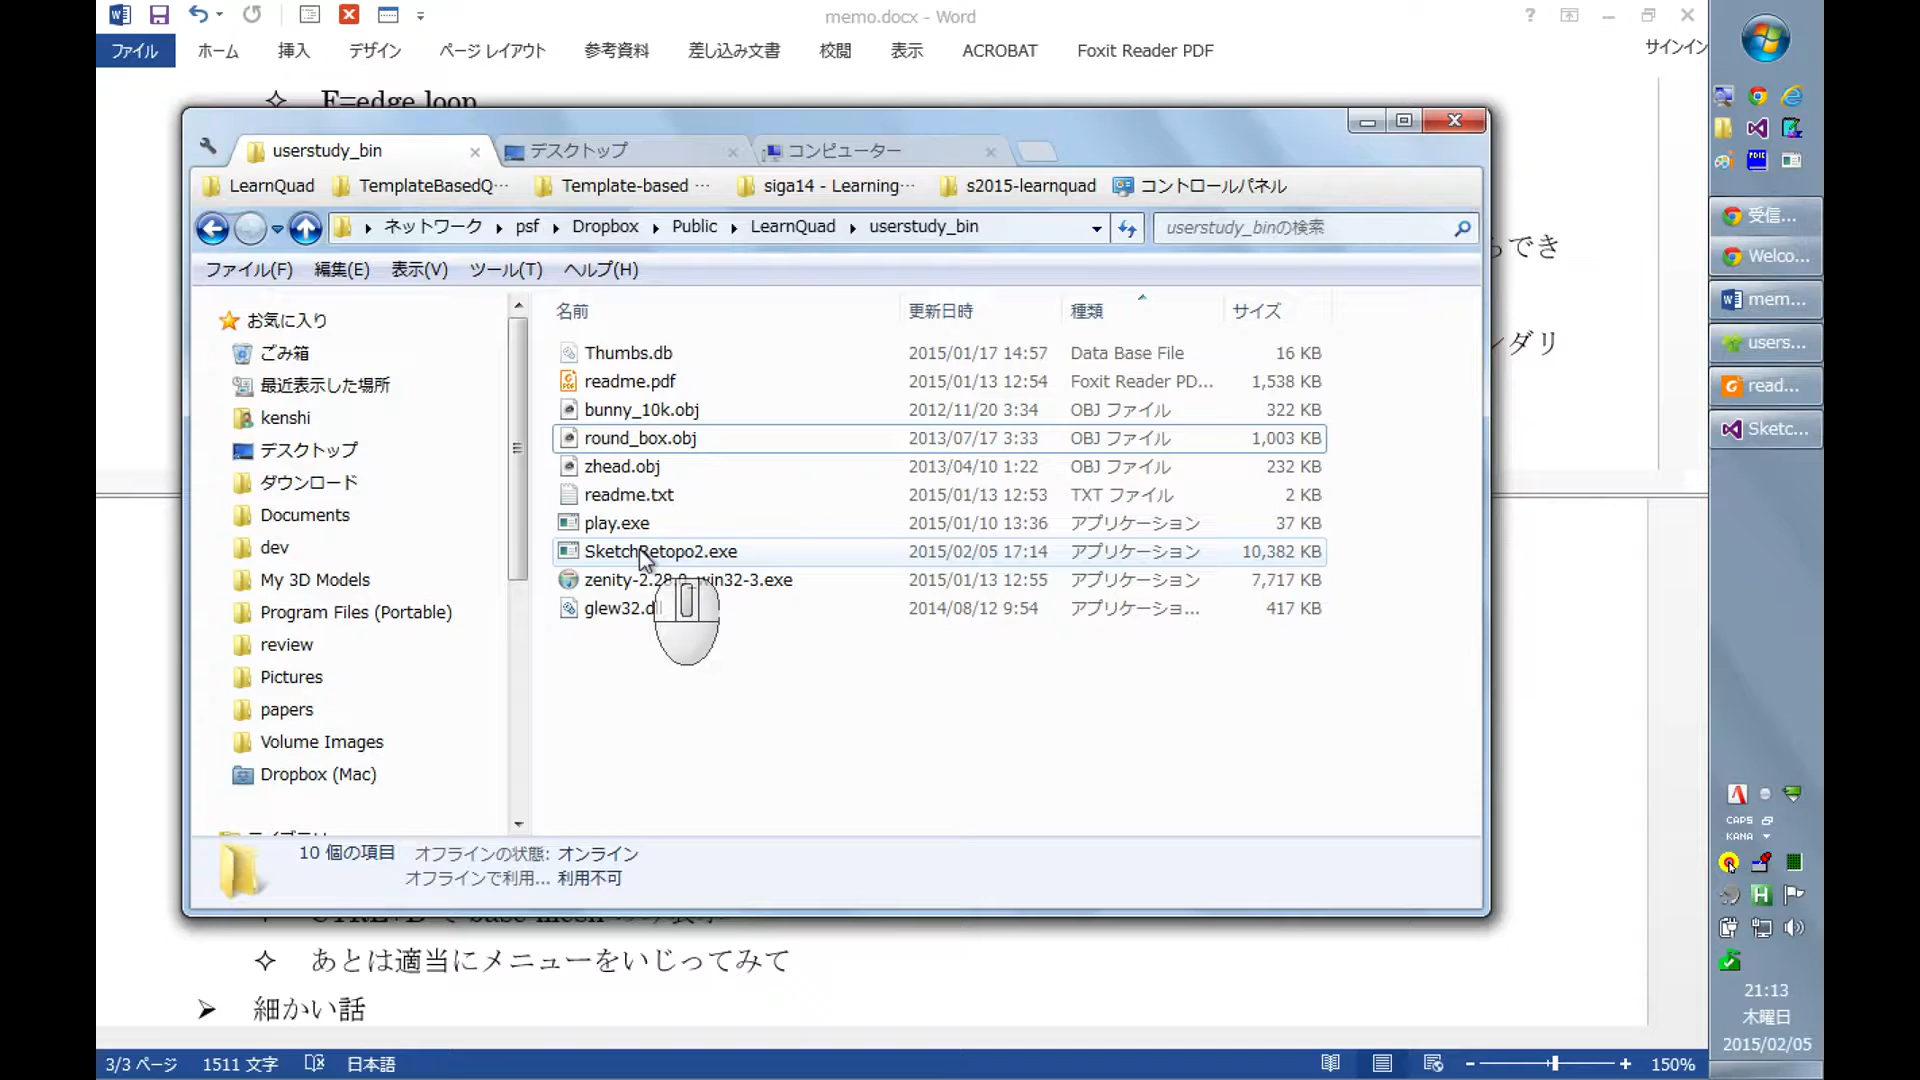 memo.docx - Word
?
ファイル ホーム 挿入 デザイン ページ レイアウト 参考資料 差し込み文書 校閲 表示 ACROBAT Foxit Reader PDF サインイン
F=edge loop
userstudy_bin デスクトップ コンピューター
LearnQuad TemplateBasedQ… Template-based … siga14 - Learning… s2015-learnquad コントロールパネル
ネットワーク psf Dropbox Public LearnQuad userstudy_bin userstudy_binの検索
ファイル(F) 編集(E) 表示(V) ツール(T) ヘルプ(H)
お気に入り
ごみ箱
最近表示した場所
kenshi
デスクトップ
ダウンロード
Documents
dev
My 3D Models
Program Files (Portable)
review
Pictures
papers
Volume Images
Dropbox (Mac)
名前 更新日時 種類 サイズ
Thumbs.db 2015/01/17 14:57 Data Base File 16 KB
readme.pdf 2015/01/13 12:54 Foxit Reader PD... 1,538 KB
bunny_10k.obj 2012/11/20 3:34 OBJ ファイル 322 KB
round_box.obj 2013/07/17 3:33 OBJ ファイル 1,003 KB
zhead.obj 2013/04/10 1:22 OBJ ファイル 232 KB
readme.txt 2015/01/13 12:53 TXT ファイル 2 KB
play.exe 2015/01/10 13:36 アプリケーション 37 KB
SketchRetopo2.exe 2015/02/05 17:14 アプリケーション 10,382 KB
zenity-2.28.0_win32-3.exe 2015/01/13 12:55 アプリケーション 7,717 KB
glew32.dll 2014/08/12 9:54 アプリケーショ... 417 KB
10 個の項目 オフラインの状態: オンライン
オフラインで利用... 利用不可
らでき
ンダリ
あとは適当にメニューをいじってみて
細かい話
3/3 ページ 1511 文字 日本語 150%
受信...
Welco...
mem...
users...
read...
Sketc...
CAPS
KANA
21:13
木曜日
2015/02/05